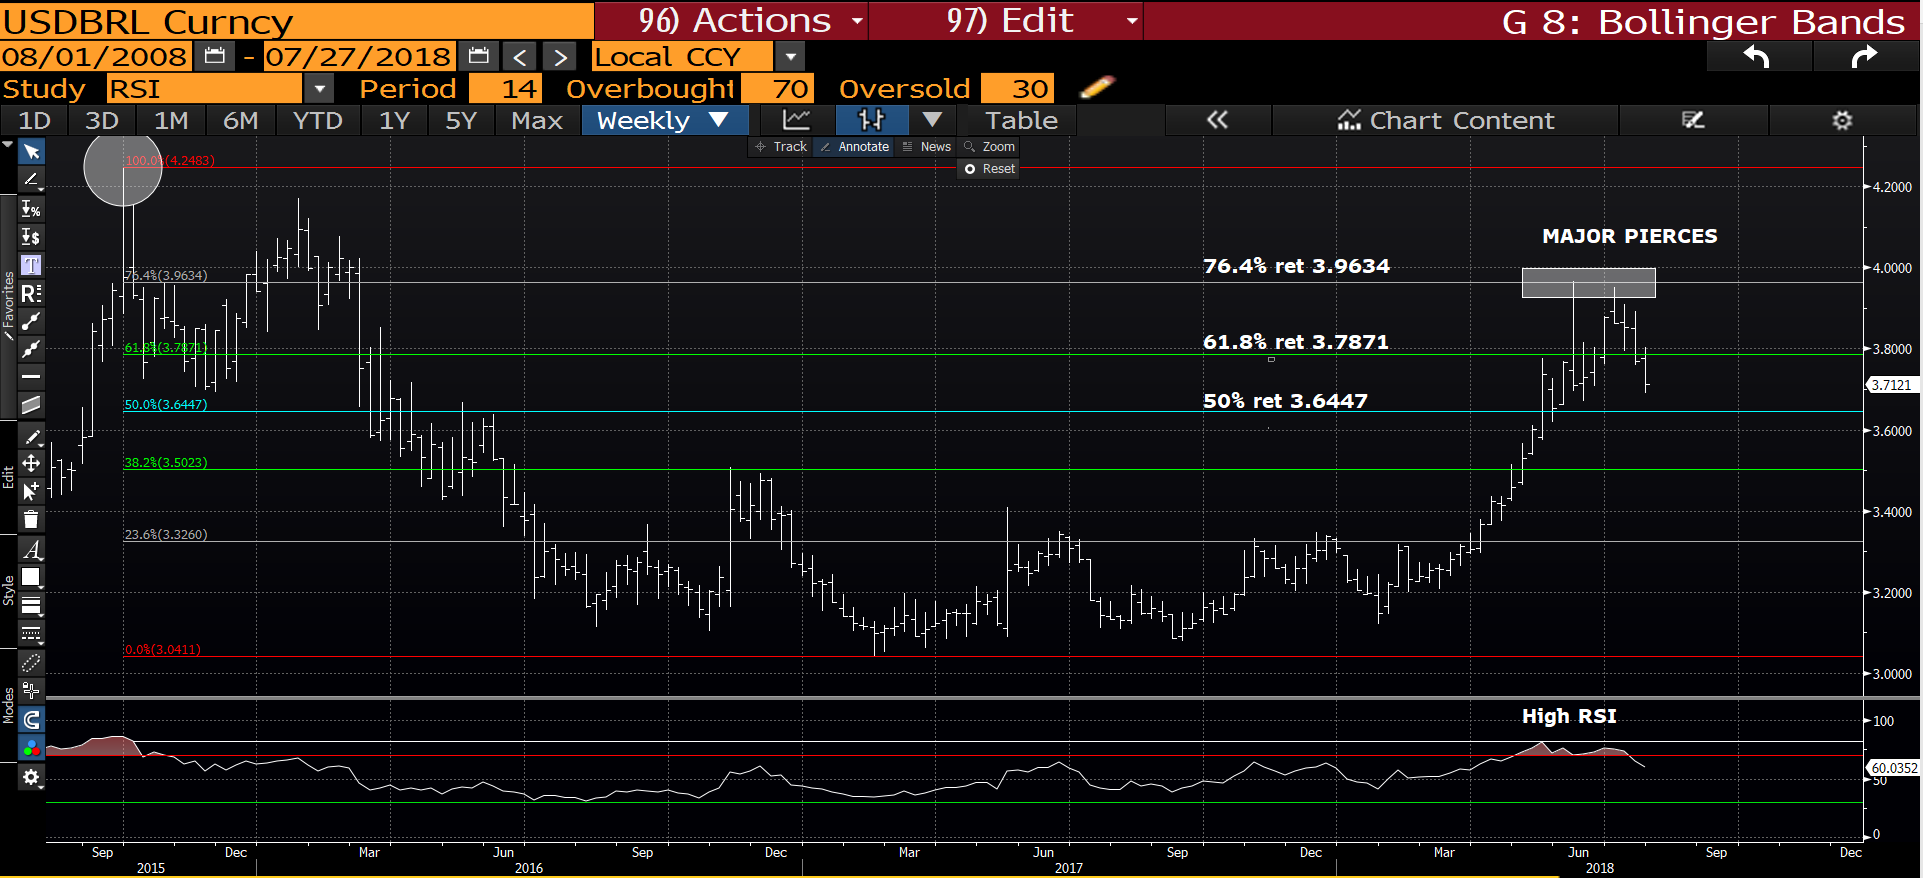 USDBRL Curncy 96) Actions 97) Edit G 8: Bollinger Bands
08/01/2008 - 07/27/2018 < > Local CCY
Study RSI Period 14 Overbought 70 Oversold 30
1D 3D 1M 6M YTD 1Y 5Y Max Weekly Table Chart Content
Track Annotate News Zoom
Reset
Favorites
Edit
Style
Modes
100.0%(4.2483)
76.4%(3.9634)
61.8%(3.7871)
50.0%(3.6447)
38.2%(3.5023)
23.6%(3.3260)
0.0%(3.0411)
MAJOR PIERCES
76.4% ret 3.9634
61.8% ret 3.7871
50% ret 3.6447
4.2000
4.0000
3.8000
3.7121
3.6000
3.4000
3.2000
3.0000
High RSI
100
60.0352
50
0
Sep Dec Mar Jun Sep Dec Mar Jun Sep Dec Mar Jun Sep Dec
2015 2016 2017 2018